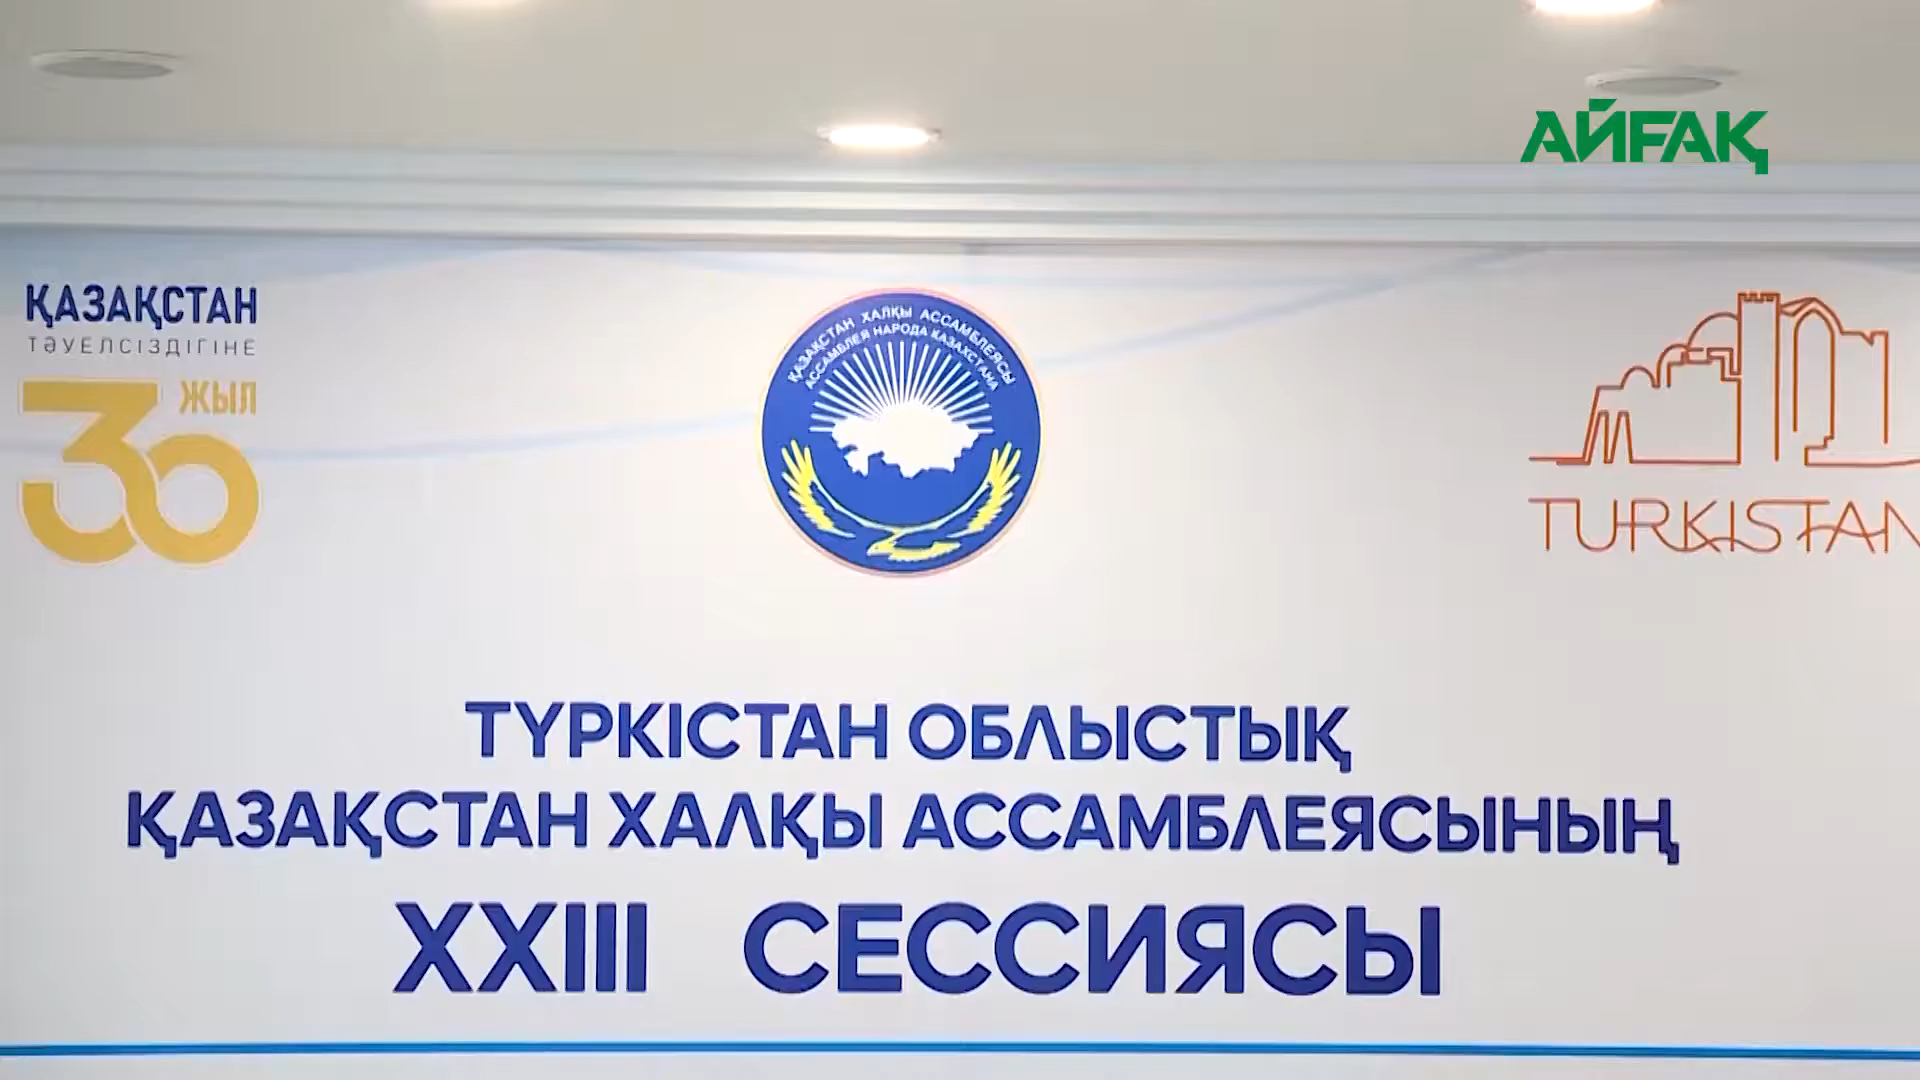 АЙҒАҚ
ҚАЗАҚСТАН
ТӘУЕЛСІЗДІГІНЕ
30 ЖЫЛ
ҚАЗАҚСТАН ХАЛҚЫ АССАМБЛЕЯСЫ
АССАМБЛЕЯ НАРОДА КАЗАХСТАНА
TURKISTAN
ТҮРКІСТАН ОБЛЫСТЫҚ
ҚАЗАҚСТАН ХАЛҚЫ АССАМБЛЕЯСЫНЫҢ
XXIII СЕССИЯСЫ